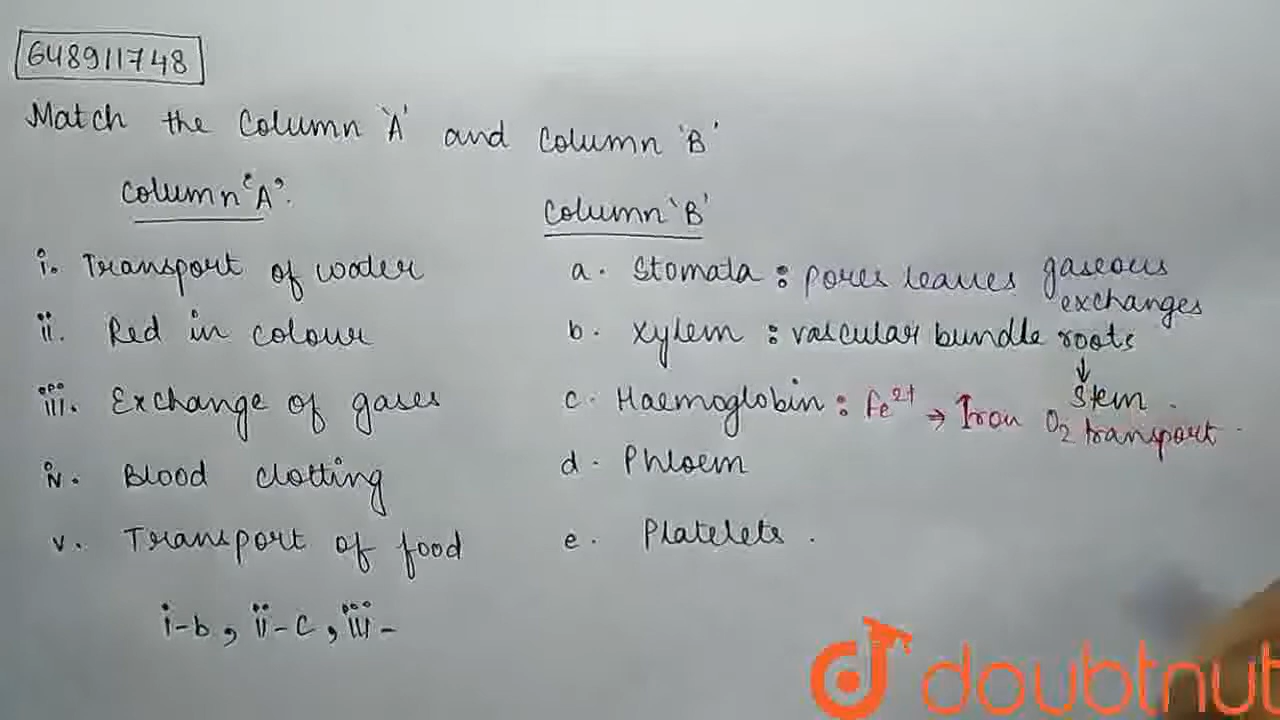 648911748
Match the Column 'A' and Column 'B'
Column 'A'.
Column 'B'
i. Transport of water
a. Stomata : pores leaves gaseous exchanges
ii. Red in colour
b. Xylem : vascular bundle roots
↓
stem.
iii. Exchange of gases
c. Haemoglobin : Fe2+ → Iron O2 transport.
iv. Blood clotting
d. Phloem
v. Transport of food
e. Platelets.
i-b, ii-c, iii-
doubtnut